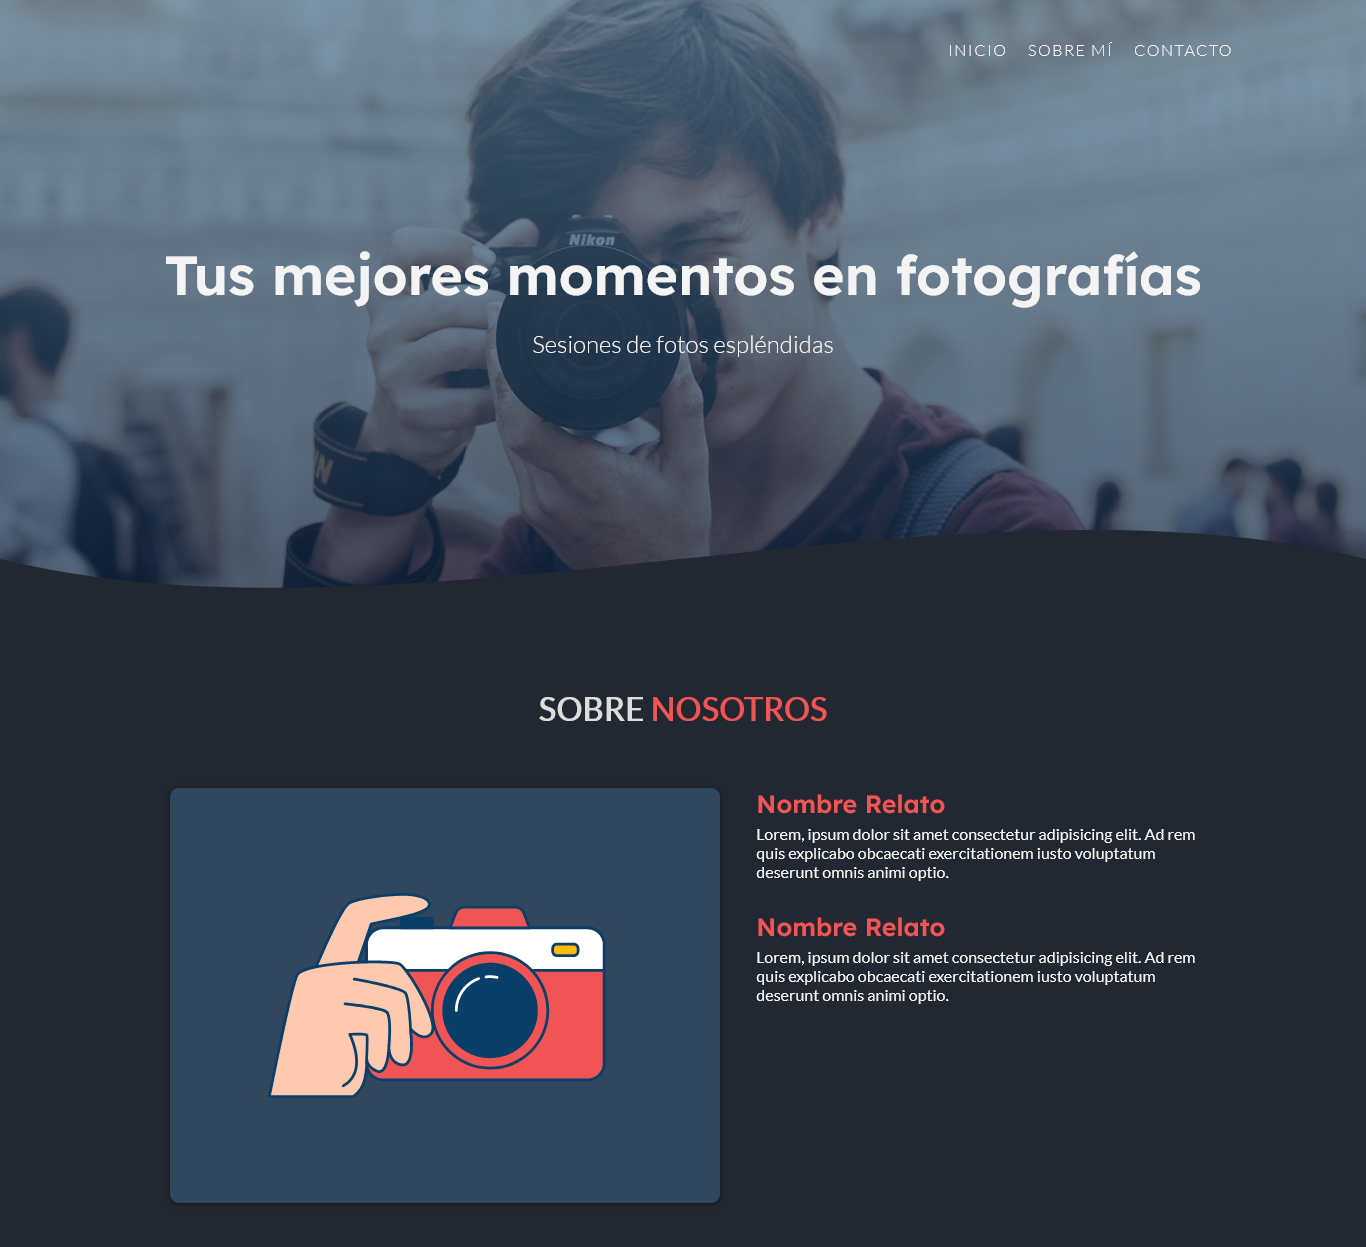 INICIO SOBRE MÍ CONTACTO
Nikon
Tus mejores momentos en fotografías
Sesiones de fotos espléndidas
SOBRE NOSOTROS
Nombre Relato
Lorem, ipsum dolor sit amet consectetur adipisicing elit. Ad rem
quis explicabo obcaecati exercitationem iusto voluptatum
deserunt omnis animi optio.
Nombre Relato
Lorem, ipsum dolor sit amet consectetur adipisicing elit. Ad rem
quis explicabo obcaecati exercitationem iusto voluptatum
deserunt omnis animi optio.